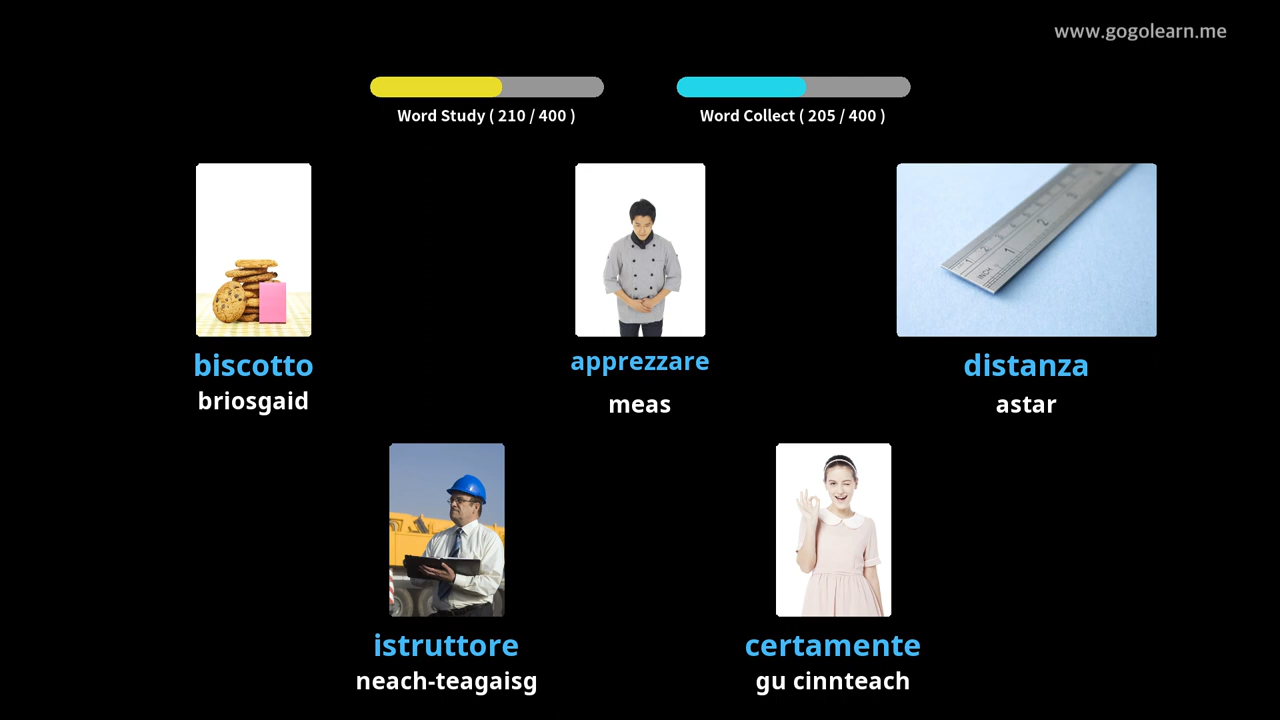 www.gogolearn.me
Word Study ( 210 / 400 )
Word Collect ( 205 / 400 )
biscotto
briosgaid
apprezzare
meas
distanza
astar
istruttore
neach-teagaisg
certamente
gu cinnteach